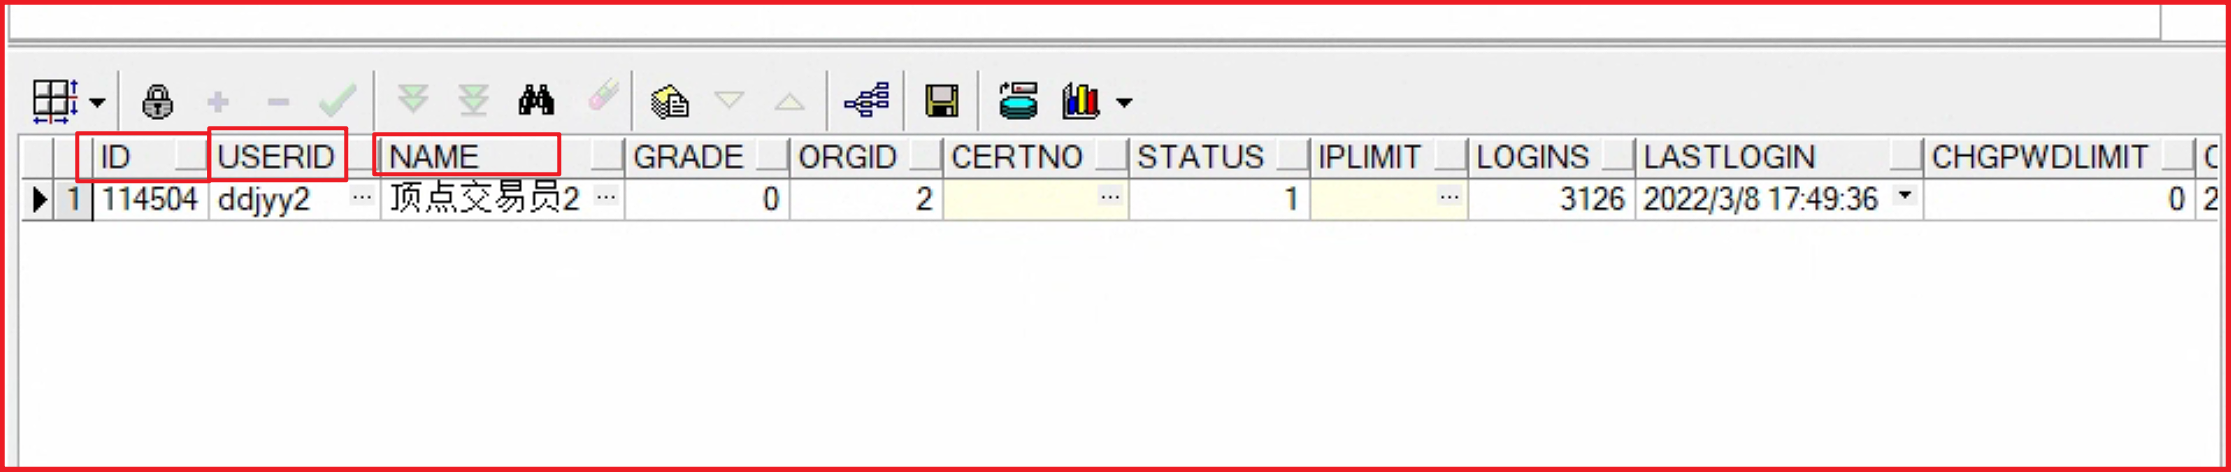 ID USERID NAME GRADE ORGID CERTNO STATUS IPLIMIT LOGINS LASTLOGIN CHGPWDLIMIT
1 114504 ddjyy2 ... 顶点交易员2 ... 0 2 ... 1 ... 3126 2022/3/8 17:49:36 0 2